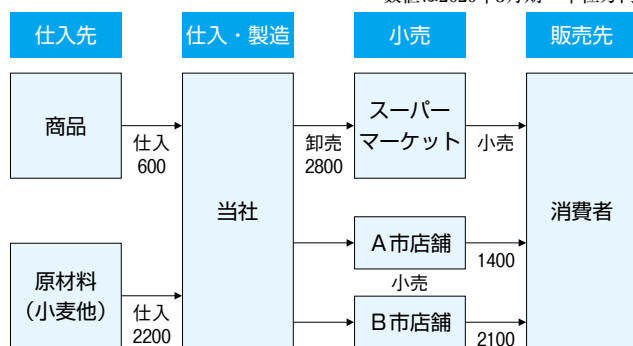 仕入先
仕入・製造
小売
販売先
商品
仕入
600
当社
卸売
2800
スーパー
マーケット
小売
消費者
A市店舗
1400
小売
原材料
(小麦他)
仕入
2200
B市店舗
2100